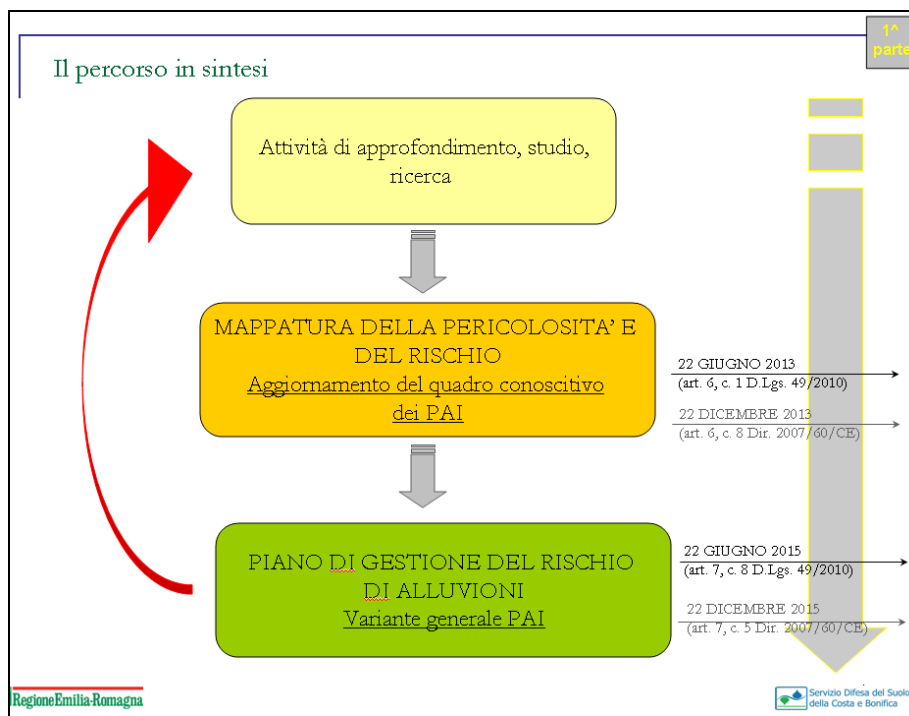 1^
parte
Il percorso in sintesi
Attività di approfondimento, studio,
ricerca
MAPPATURA DELLA PERICOLOSITA’ E
DEL RISCHIO
Aggiornamento del quadro conoscitivo
dei PAI
22 GIUGNO 2013
(art. 6, c. 1 D.Lgs. 49/2010)
22 DICEMBRE 2013
(art. 6, c. 8 Dir. 2007/60/CE)
PIANO DI GESTIONE DEL RISCHIO
DI ALLUVIONI
Variante generale PAI
22 GIUGNO 2015
(art. 7, c. 8 D.Lgs. 49/2010)
22 DICEMBRE 2015
(art. 7, c. 5 Dir. 2007/60/CE)
RegioneEmilia-Romagna
Servizio Difesa del Suolo
della Costa e Bonifica